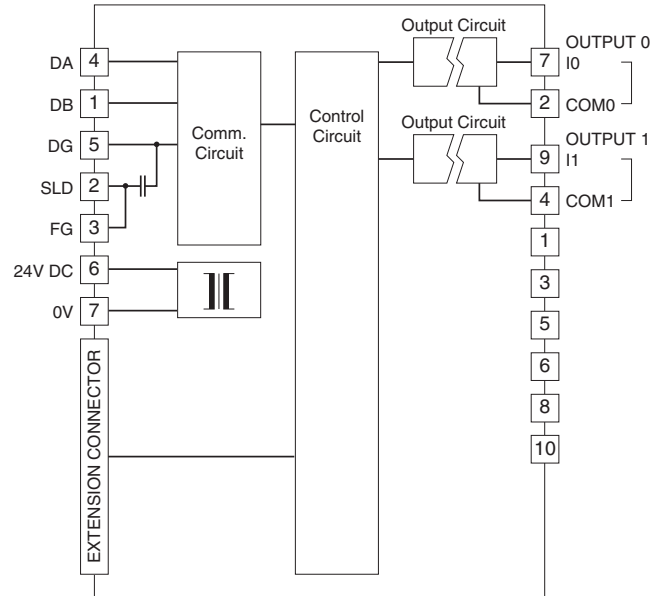 DA 4
DB 1
DG 5
SLD 2
FG 3
24V DC 6
0V 7
EXTENSION CONNECTOR
Comm.
Circuit
Control
Circuit
Output Circuit
Output Circuit
OUTPUT 0
7 I0
2 COM0
OUTPUT 1
9 I1
4 COM1
1
3
5
6
8
10